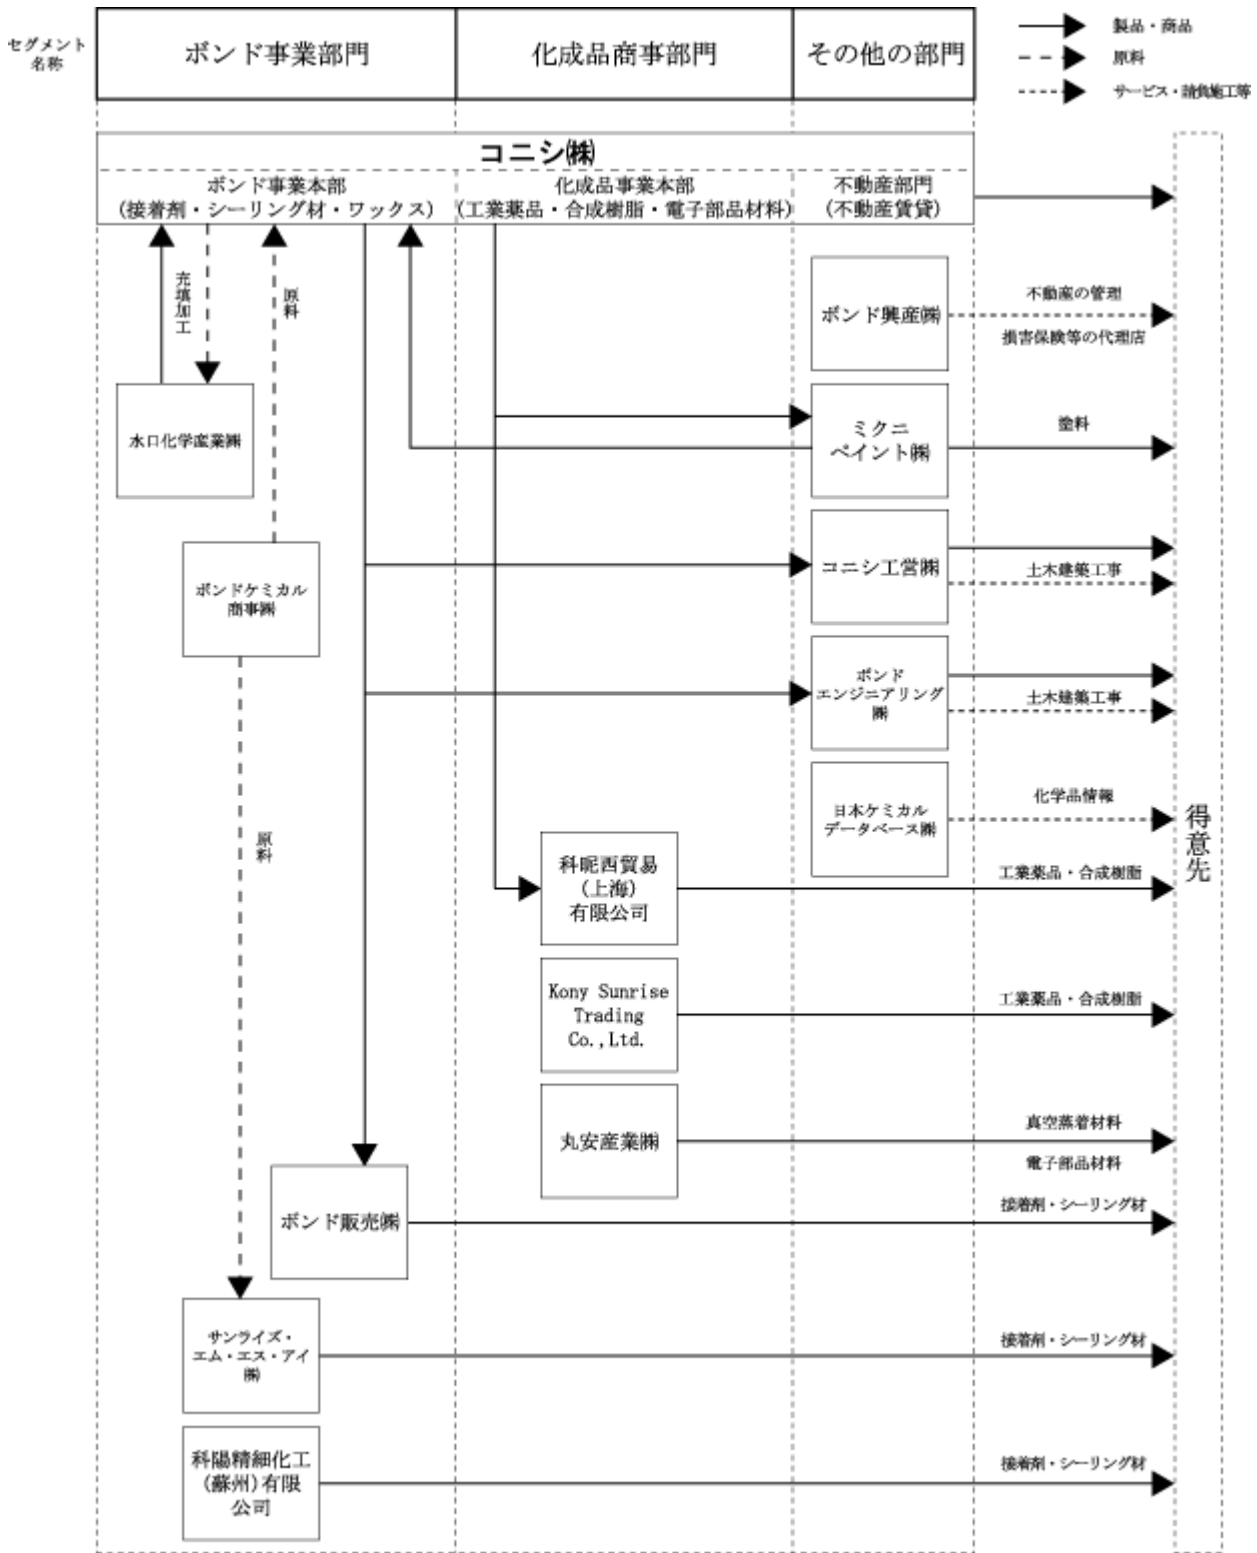 セグメント
名称
ボンド事業部門
化成品商事部門
その他の部門
製品・商品
原料
サービス・請負施工等
コニシ㈱
ボンド事業本部
(接着剤・シーリング材・ワックス)
化成品事業本部
(工業薬品・合成樹脂・電子部品材料)
不動産部門
(不動産賃貸)
充填加工
原料
ボンド興産㈱
不動産の管理
損害保険等の代理店
水口化学産業㈱
ミクニ
ペイント㈱
塗料
ボンドケミカル
商事㈱
コニシ工営㈱
土木建築工事
ボンド
エンジニアリング
㈱
土木建築工事
日本ケミカル
データベース㈱
化学品情報
原料
得意先
科昵西貿易
(上海)
有限公司
工業薬品・合成樹脂
Kony Sunrise
Trading
Co.,Ltd.
工業薬品・合成樹脂
丸安産業㈱
真空蒸着材料
電子部品材料
ボンド販売㈱
接着剤・シーリング材
サンライズ・
エム・エス・アイ
㈱
接着剤・シーリング材
科陽精細化工
(蘇州)有限
公司
接着剤・シーリング材